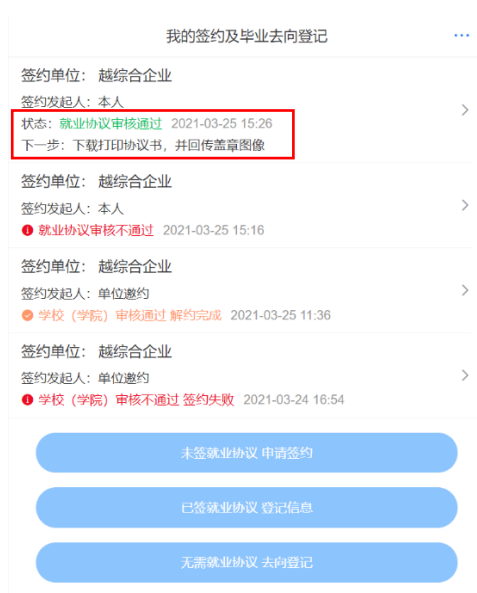 我的签约及毕业去向登记
签约单位： 越综合企业
签约发起人：本人
状态：就业协议审核通过 2021-03-25 15:26
下一步：下载打印协议书，并回传盖章图像
签约单位： 越综合企业
签约发起人：本人
就业协议审核不通过 2021-03-25 15:16
签约单位： 越综合企业
签约发起人：单位邀约
学校（学院）审核通过 解约完成 2021-03-25 11:36
签约单位： 越综合企业
签约发起人：单位邀约
学校（学院）审核不通过 签约失败 2021-03-24 16:54
未签就业协议 申请签约
已签就业协议 登记信息
无需就业协议 去向登记